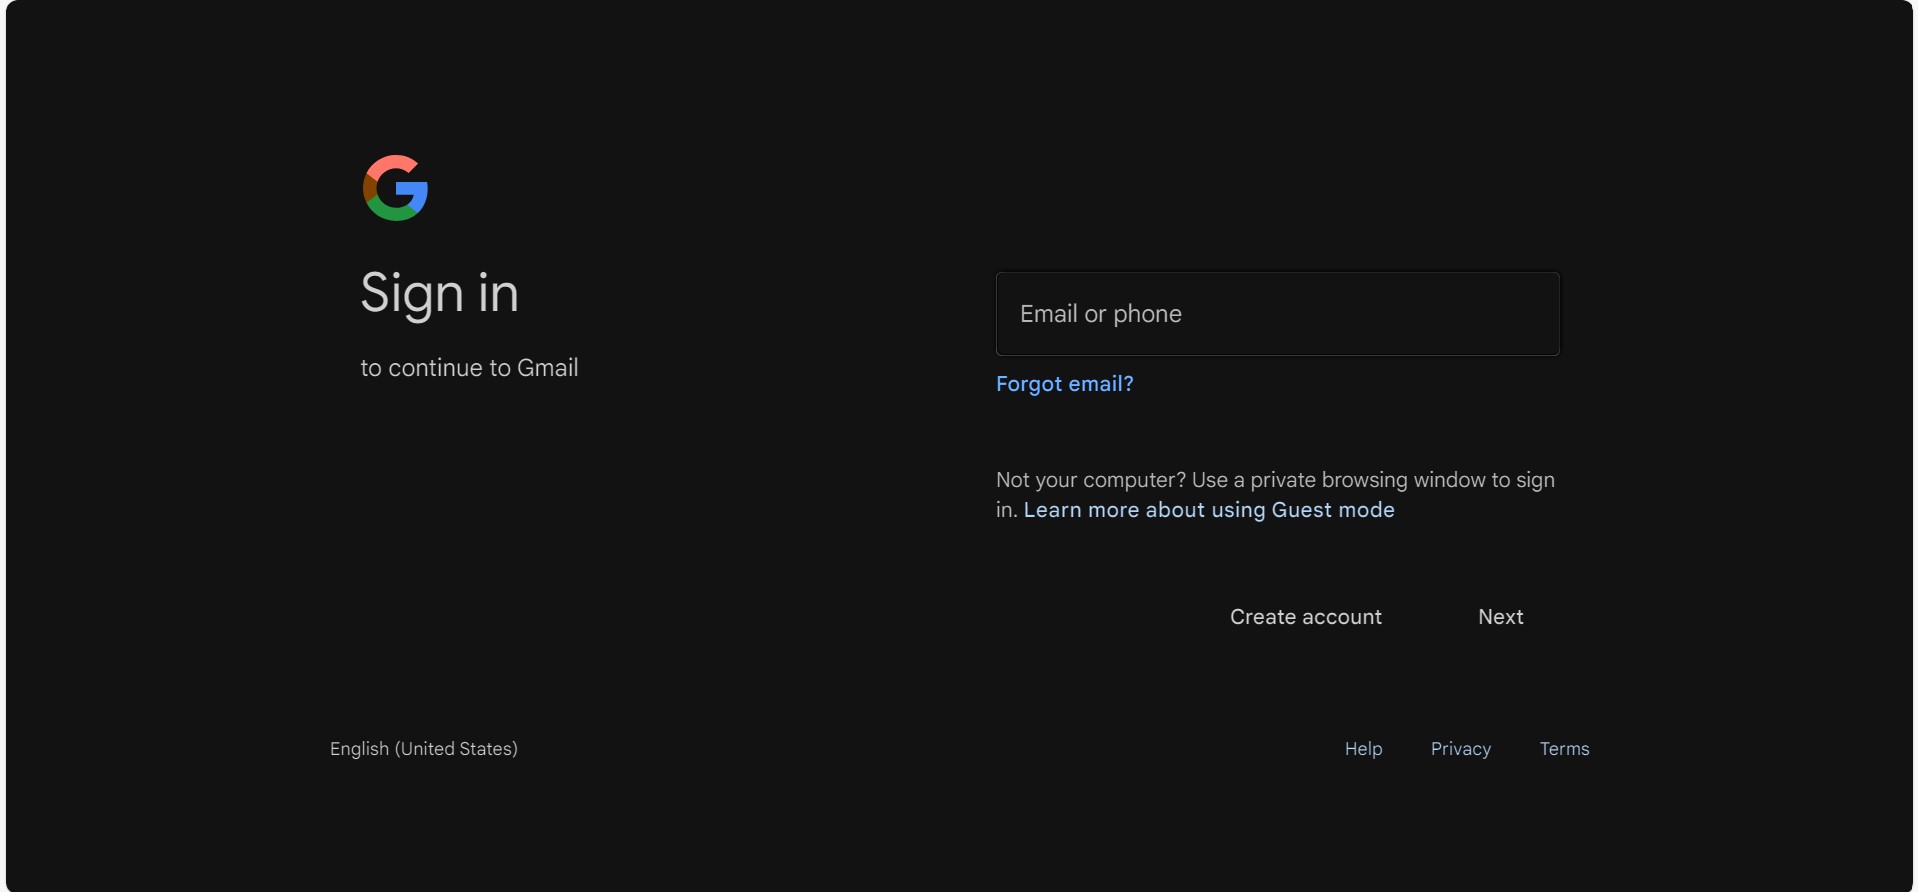 Sign in
to continue to Gmail
Email or phone
Forgot email?
Not your computer? Use a private browsing window to sign
in. Learn more about using Guest mode
Create account
Next
English (United States)
Help
Privacy
Terms